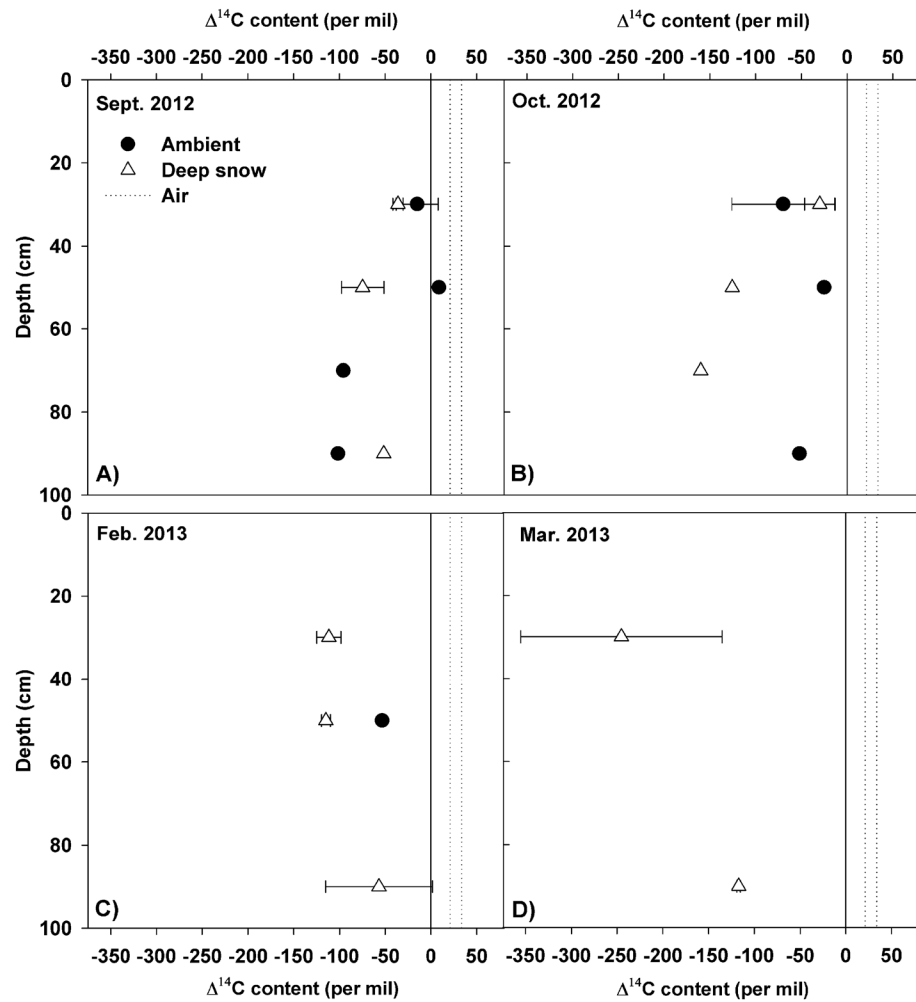 Δ¹⁴C content (per mil) Δ¹⁴C content (per mil)
-350 -300 -250 -200 -150 -100 -50 0 50 -350 -300 -250 -200 -150 -100 -50 0 50
0
Sept. 2012 Oct. 2012
Ambient
Deep snow
Air
20
40
Depth (cm)
60
80
A) B)
100
0
Feb. 2013 Mar. 2013
20
40
Depth (cm)
60
80
C) D)
100
-350 -300 -250 -200 -150 -100 -50 0 50 -350 -300 -250 -200 -150 -100 -50 0 50
Δ¹⁴C content (per mil) Δ¹⁴C content (per mil)